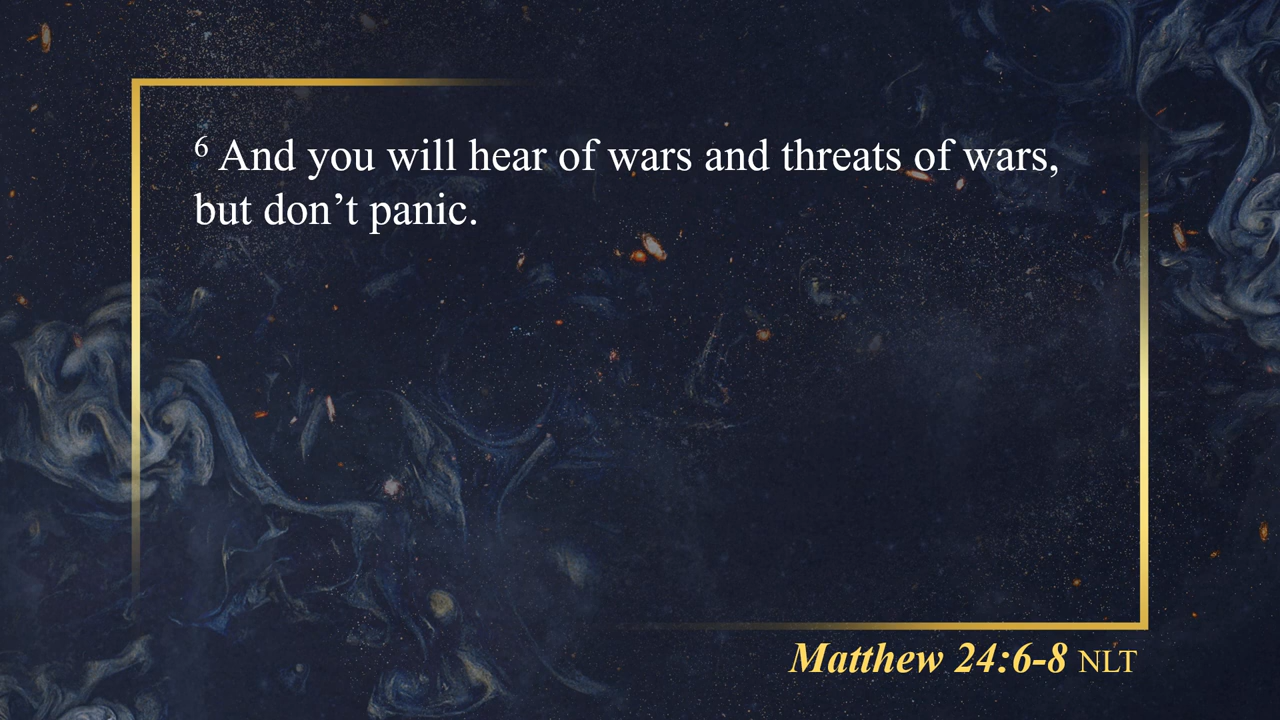 6 And you will hear of wars and threats of wars,
but don’t panic.
Matthew 24:6-8 NLT